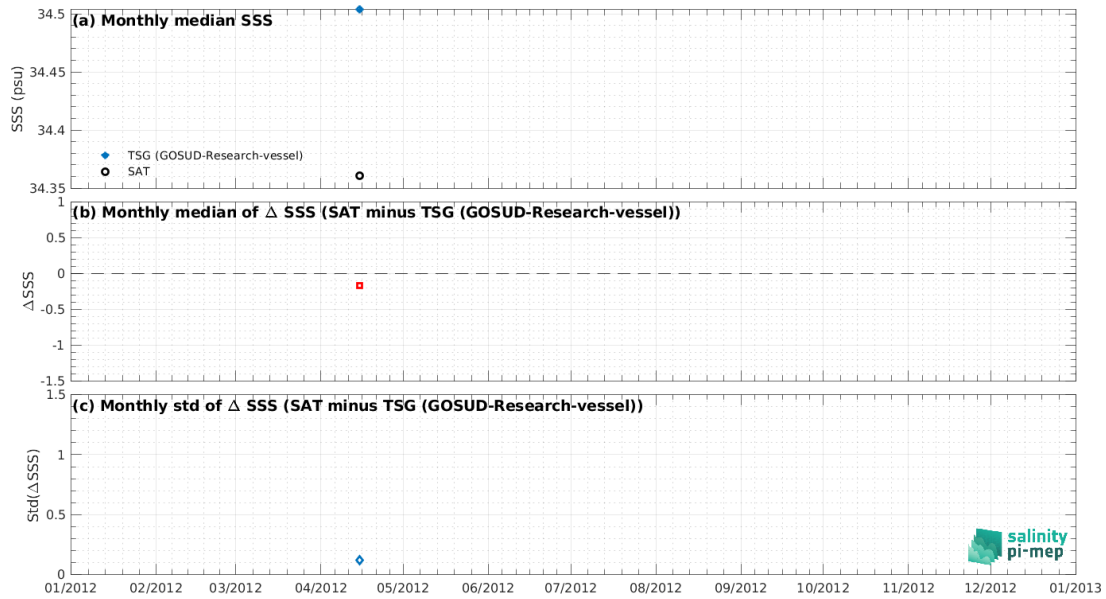 (a) Monthly median SSS
34.5
34.45
34.4
34.35
SSS (psu)
TSG (GOSUD-Research-vessel)
SAT
(b) Monthly median of Δ SSS (SAT minus TSG (GOSUD-Research-vessel))
1
0.5
0
-0.5
-1
-1.5
ΔSSS
(c) Monthly std of Δ SSS (SAT minus TSG (GOSUD-Research-vessel))
1.5
1
0.5
0
Std(ΔSSS)
salinity
pi-mep
01/2012 02/2012 03/2012 04/2012 05/2012 06/2012 07/2012 08/2012 09/2012 10/2012 11/2012 12/2012 01/2013